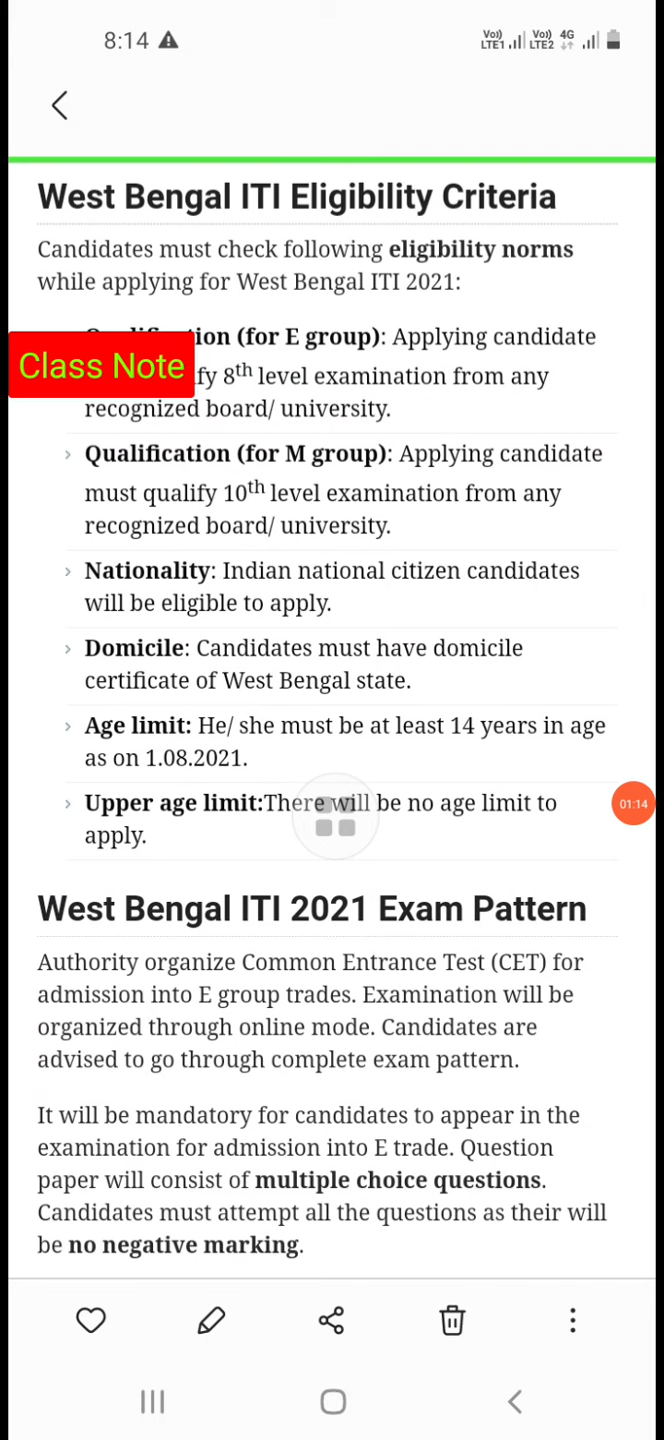 8:14
Vo)) LTE1 Vo)) LTE2 4G
West Bengal ITI Eligibility Criteria
Candidates must check following eligibility norms
while applying for West Bengal ITI 2021:
(for E group): Applying candidate
Class Note
8th level examination from any
recognized board/ university.
Qualification (for M group): Applying candidate
must qualify 10th level examination from any
recognized board/ university.
Nationality: Indian national citizen candidates
will be eligible to apply.
Domicile: Candidates must have domicile
certificate of West Bengal state.
Age limit: He/ she must be at least 14 years in age
as on 1.08.2021.
Upper age limit:There will be no age limit to
01:14
apply.
West Bengal ITI 2021 Exam Pattern
Authority organize Common Entrance Test (CET) for
admission into E group trades. Examination will be
organized through online mode. Candidates are
advised to go through complete exam pattern.
It will be mandatory for candidates to appear in the
examination for admission into E trade. Question
paper will consist of multiple choice questions.
Candidates must attempt all the questions as their will
be no negative marking.